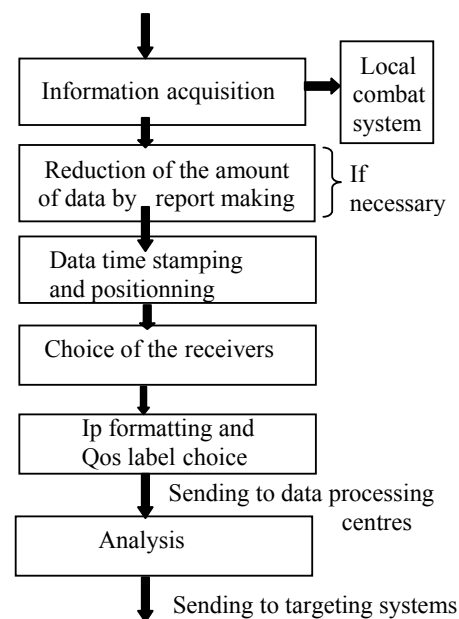 Information acquisition
Local
combat
system
Reduction of the amount
of data by report making
If
necessary
Data time stamping
and positionning
Choice of the receivers
Ip formatting and
Qos label choice
Sending to data processing
centres
Analysis
Sending to targeting systems